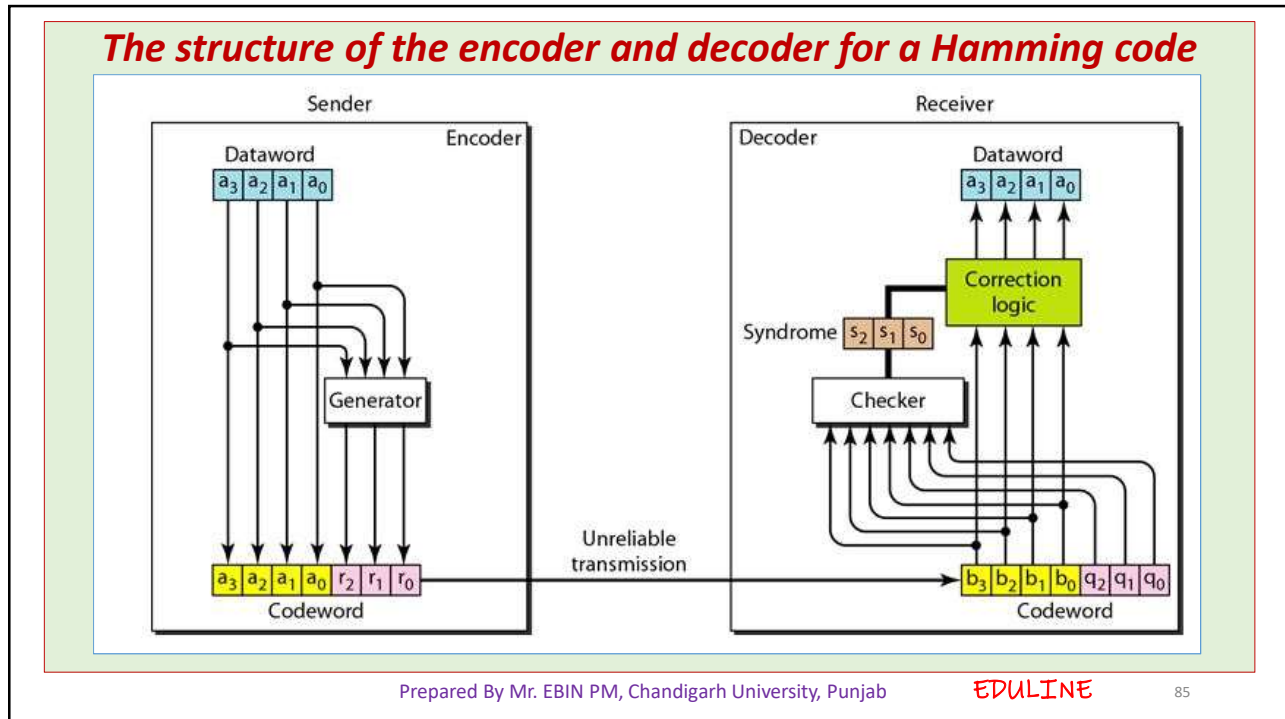 The structure of the encoder and decoder for a Hamming code
Sender
Encoder
Dataword
a3 a2 a1 a0
Generator
a3 a2 a1 a0 r2 r1 r0
Codeword
Unreliable
transmission
Receiver
Decoder
Dataword
a3 a2 a1 a0
Correction
logic
Syndrome s2 s1 s0
Checker
b3 b2 b1 b0 q2 q1 q0
Codeword
Prepared By Mr. EBIN PM, Chandigarh University, Punjab EDULINE 85